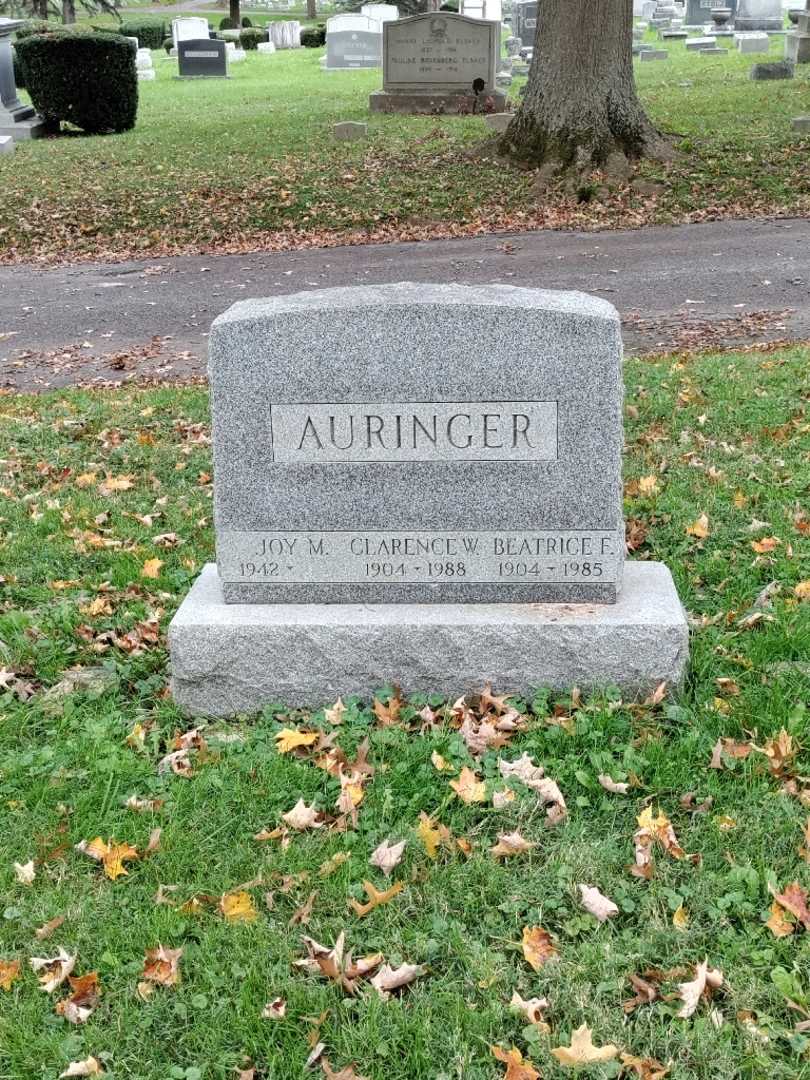 AURINGER
JOY M. CLARENCE W. BEATRICE F.
1942 - 1904 - 1988 1904 - 1985